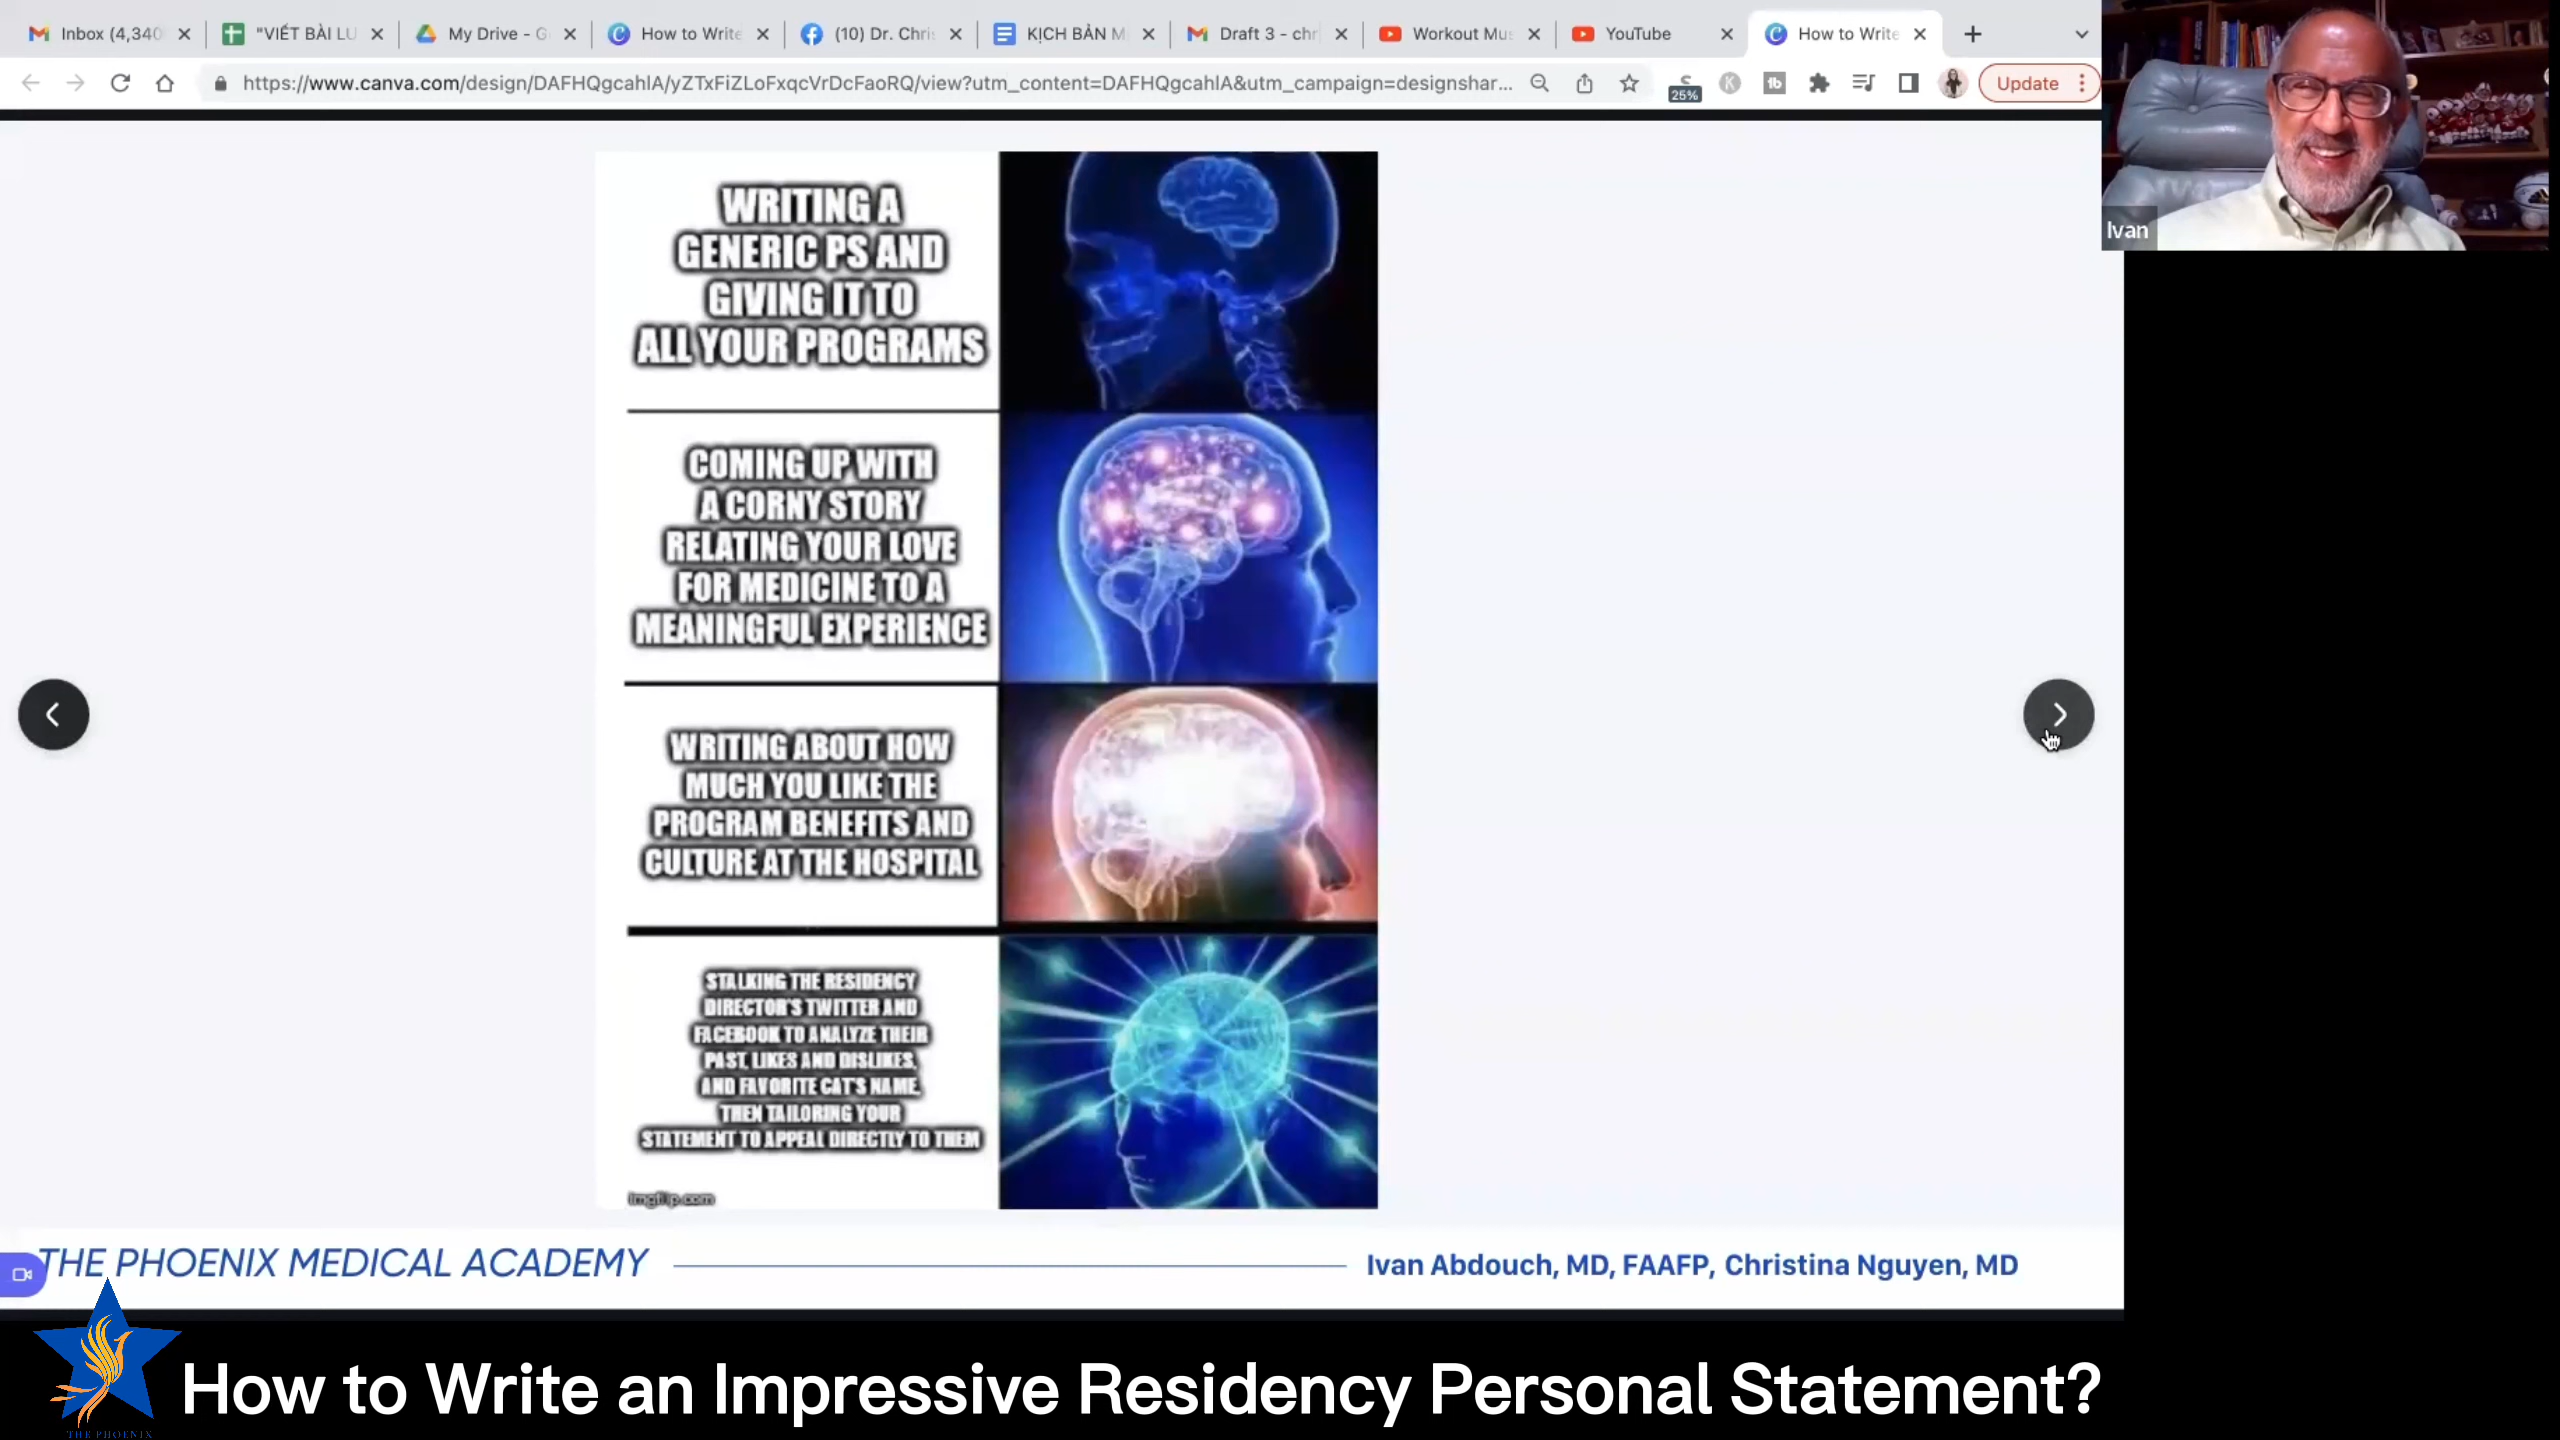 Inbox (4,340
"VIẾT BÀI LU
My Drive - G
How to Write
(10) Dr. Chris
KỊCH BẢN M
Draft 3 - chr
Workout Mus
YouTube
How to Write
https://www.canva.com/design/DAFHQgcahlA/yZTxFiZLoFxqcVrDcFaoRQ/view?utm_content=DAFHQgcahlA&utm_campaign=designshar...
25%
Update
Ivan
WRITING A
GENERIC PS AND
GIVING IT TO
ALL YOUR PROGRAMS
COMING UP WITH
A CORNY STORY
RELATING YOUR LOVE
FOR MEDICINE TO A
MEANINGFUL EXPERIENCE
WRITING ABOUT HOW
MUCH YOU LIKE THE
PROGRAM BENEFITS AND
CULTURE AT THE HOSPITAL
STALKING THE RESIDENCY
DIRECTOR'S TWITTER AND
FACEBOOK TO ANALYZE THEIR
PAST, LIKES AND DISLIKES,
AND FAVORITE CAT'S NAME,
THEN TAILORING YOUR
STATEMENT TO APPEAL DIRECTLY TO THEM
imgflip.com
THE PHOENIX MEDICAL ACADEMY
Ivan Abdouch, MD, FAAFP, Christina Nguyen, MD
How to Write an Impressive Residency Personal Statement?
THE PHOENIX